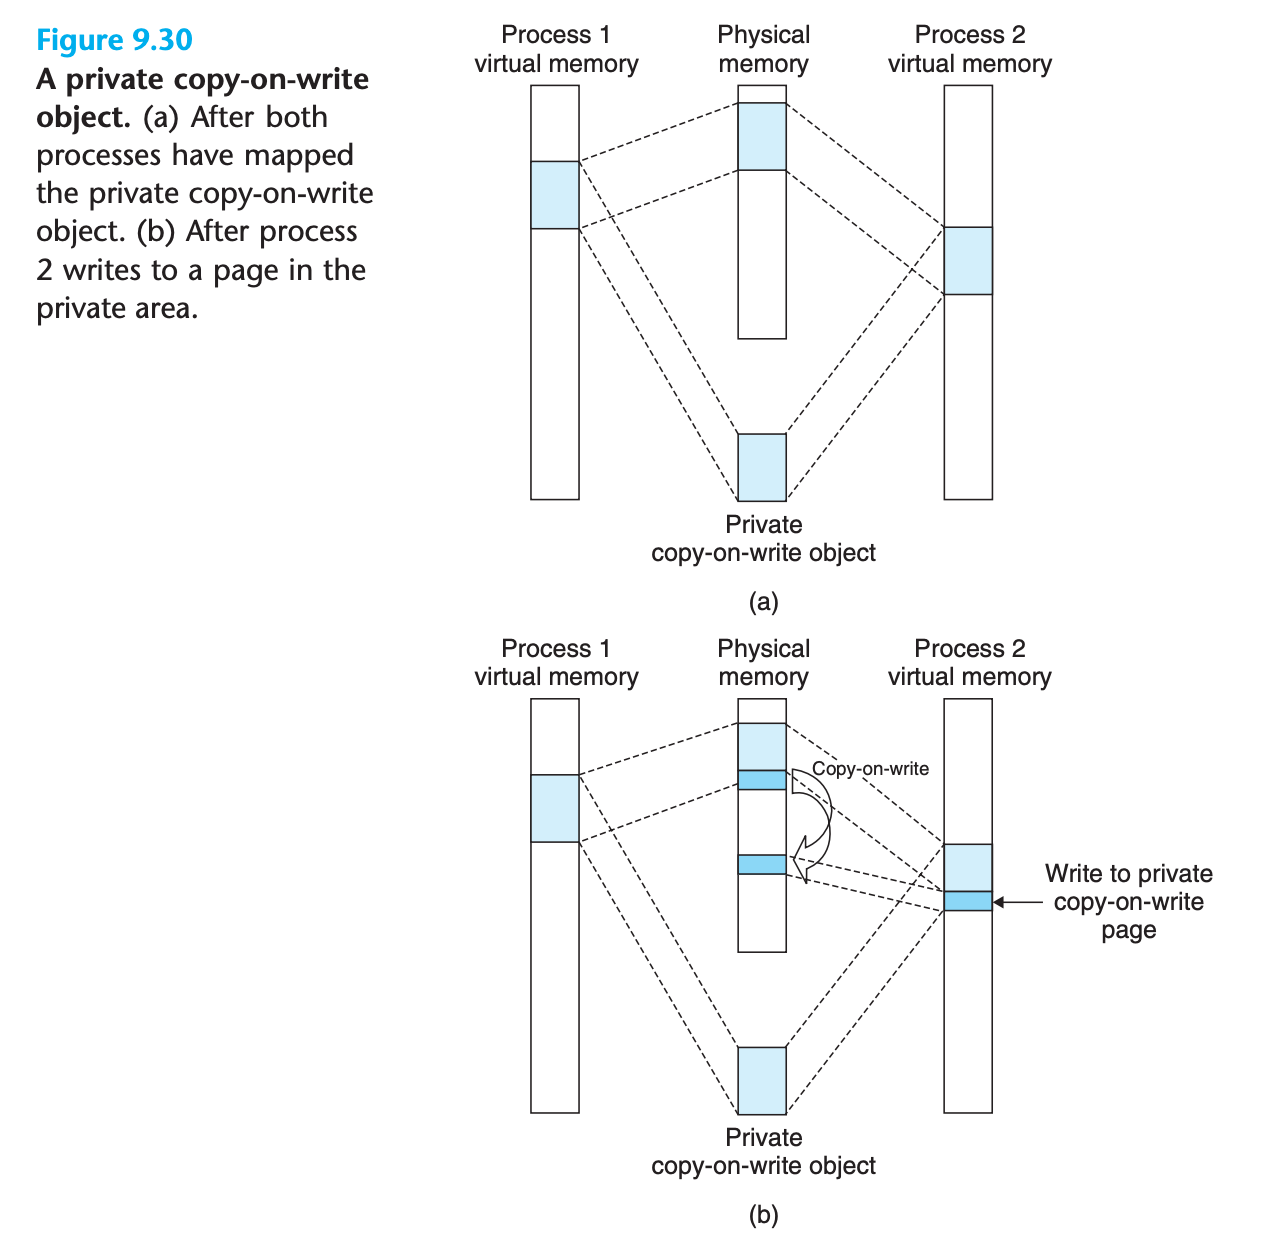 Figure 9.30
A private copy-on-write
object. (a) After both
processes have mapped
the private copy-on-write
object. (b) After process
2 writes to a page in the
private area.
Process 1
virtual memory
Physical
memory
Process 2
virtual memory
Private
copy-on-write object
(a)
Process 1
virtual memory
Physical
memory
Process 2
virtual memory
Copy-on-write
Write to private
copy-on-write
page
Private
copy-on-write object
(b)